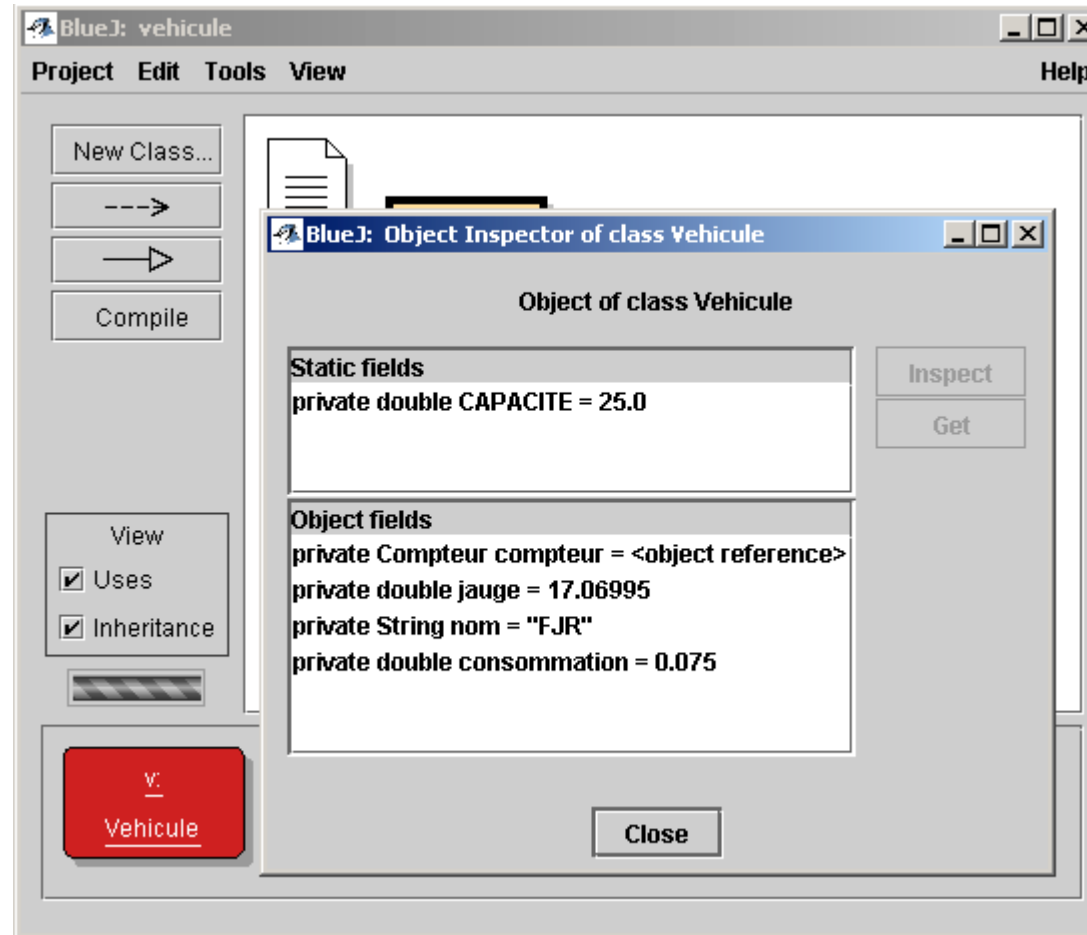 BlueJ: vehicule
Project Edit Tools View Help
New Class...
Compile
View
Uses
Inheritance
BlueJ: Object Inspector of class Vehicule
Object of class Vehicule
Static fields
private double CAPACITE = 25.0
Inspect
Get
Object fields
private Compteur compteur = <object reference>
private double jauge = 17.06995
private String nom = "FJR"
private double consommation = 0.075
Close
v:
Vehicule